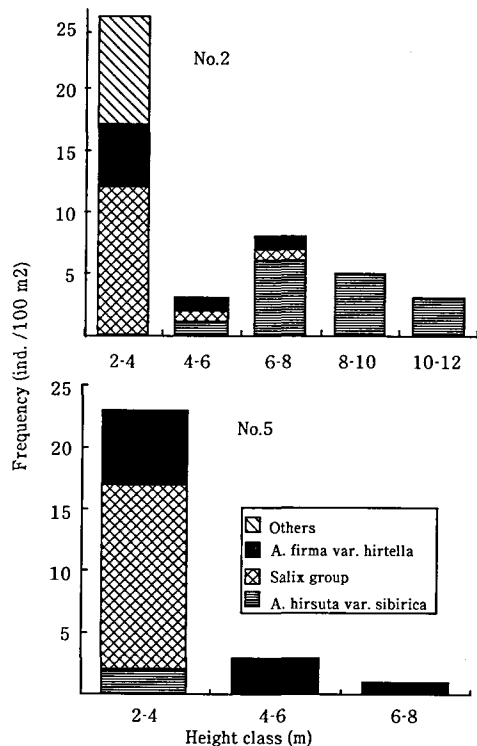 No.2
25
20
15
10
5
2-4 4-6 6-8 8-10 10-12
Frequency (ind. /100 m2)
No.5
25
20
15
10
5
Others
A. firma var. hirtella
Salix group
A. hirsuta var. sibirica
2-4 4-6 6-8
Height class (m)